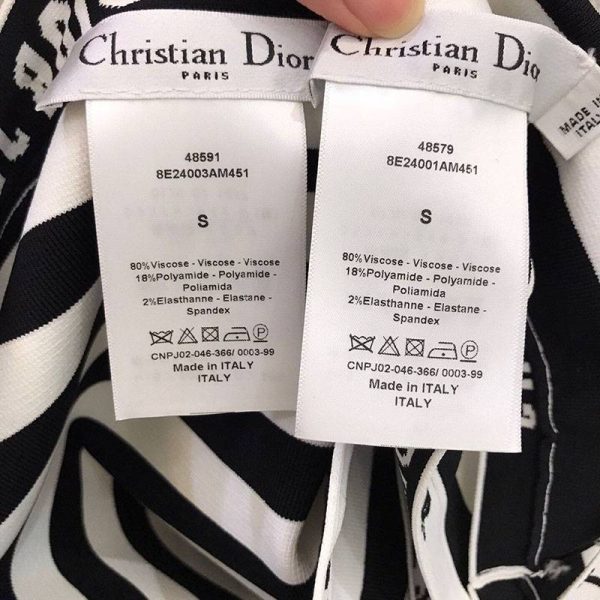 Christian Dior
PARIS
48591
8E24003AM451
S
80%Viscose - Viscose - Viscose
18%Polyamide - Polyamide -
Poliamida
2%Elasthanne - Elastane -
Spandex
CNPJ02-046-366/ 0003-99
Made in ITALY
ITALY
Christian Dio
PARIS
48579
8E24001AM451
S
80%Viscose - Viscose - Viscose
18%Polyamide - Polyamide -
Poliamida
2%Elasthanne - Elastane -
Spandex
CNPJ02-046-366/ 0003-99
Made in ITALY
ITALY
MADE IN
ITALY